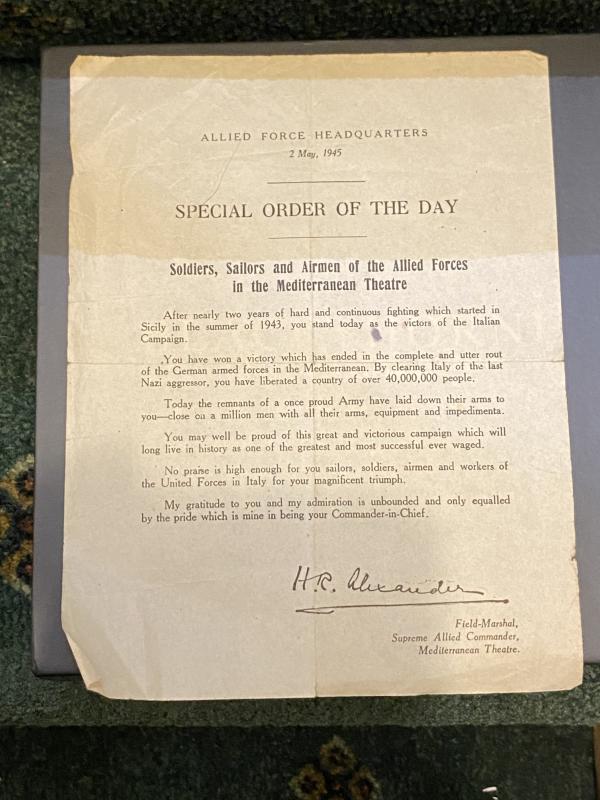 ALLIED FORCE HEADQUARTERS
2 May, 1945
SPECIAL ORDER OF THE DAY
Soldiers, Sailors and Airmen of the Allied Forces
in the Mediterranean Theatre
After nearly two years of hard and continuous fighting which started in
Sicily in the summer of 1943, you stand today as the victors of the Italian
Campaign.
You have won a victory which has ended in the complete and utter rout
of the German armed forces in the Mediterranean. By clearing Italy of the last
Nazi aggressor, you have liberated a country of over 40,000,000 people.
Today the remnants of a once proud Army have laid down their arms to
you—close on a million men with all their arms, equipment and impedimenta.
You may well be proud of this great and victorious campaign which will
long live in history as one of the greatest and most successful ever waged.
No praise is high enough for you sailors, soldiers, airmen and workers of
the United Forces in Italy for your magnificent triumph.
My gratitude to you and my admiration is unbounded and only equalled
by the pride which is mine in being your Commander-in-Chief.
H.R. Alexander
Field-Marshal,
Supreme Allied Commander,
Mediterranean Theatre.